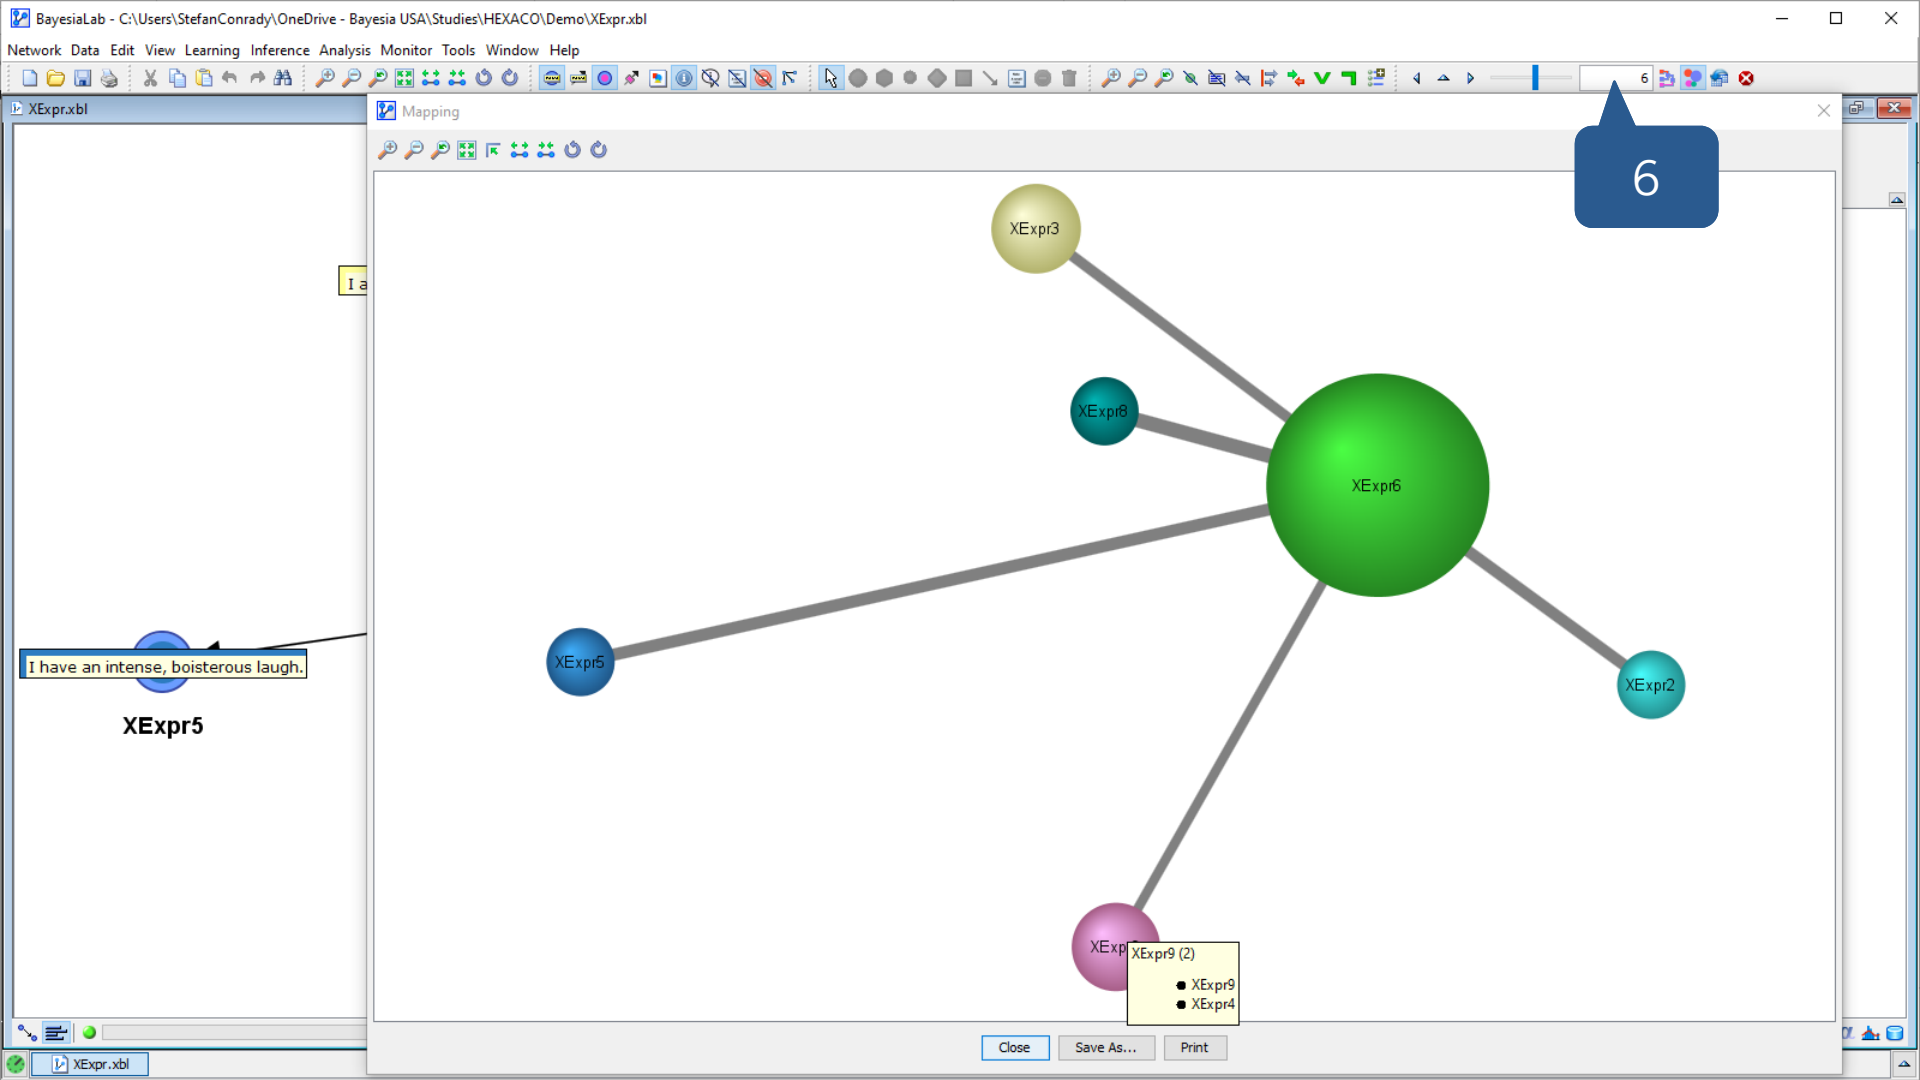 BayesiaLab - C:\Users\StefanConrady\OneDrive - Bayesia USA\Studies\HEXACO\Demo\XExpr.xbl
Network Data Edit View Learning Inference Analysis Monitor Tools Window Help
6
XExpr.xbl
Mapping
6
XExpr3
I a
XExpr8
XExpr6
XExpr5
I have an intense, boisterous laugh.
XExpr2
XExpr5
XExp
XExpr9 (2)
XExpr9
XExpr4
Close Save As... Print
XExpr.xbl